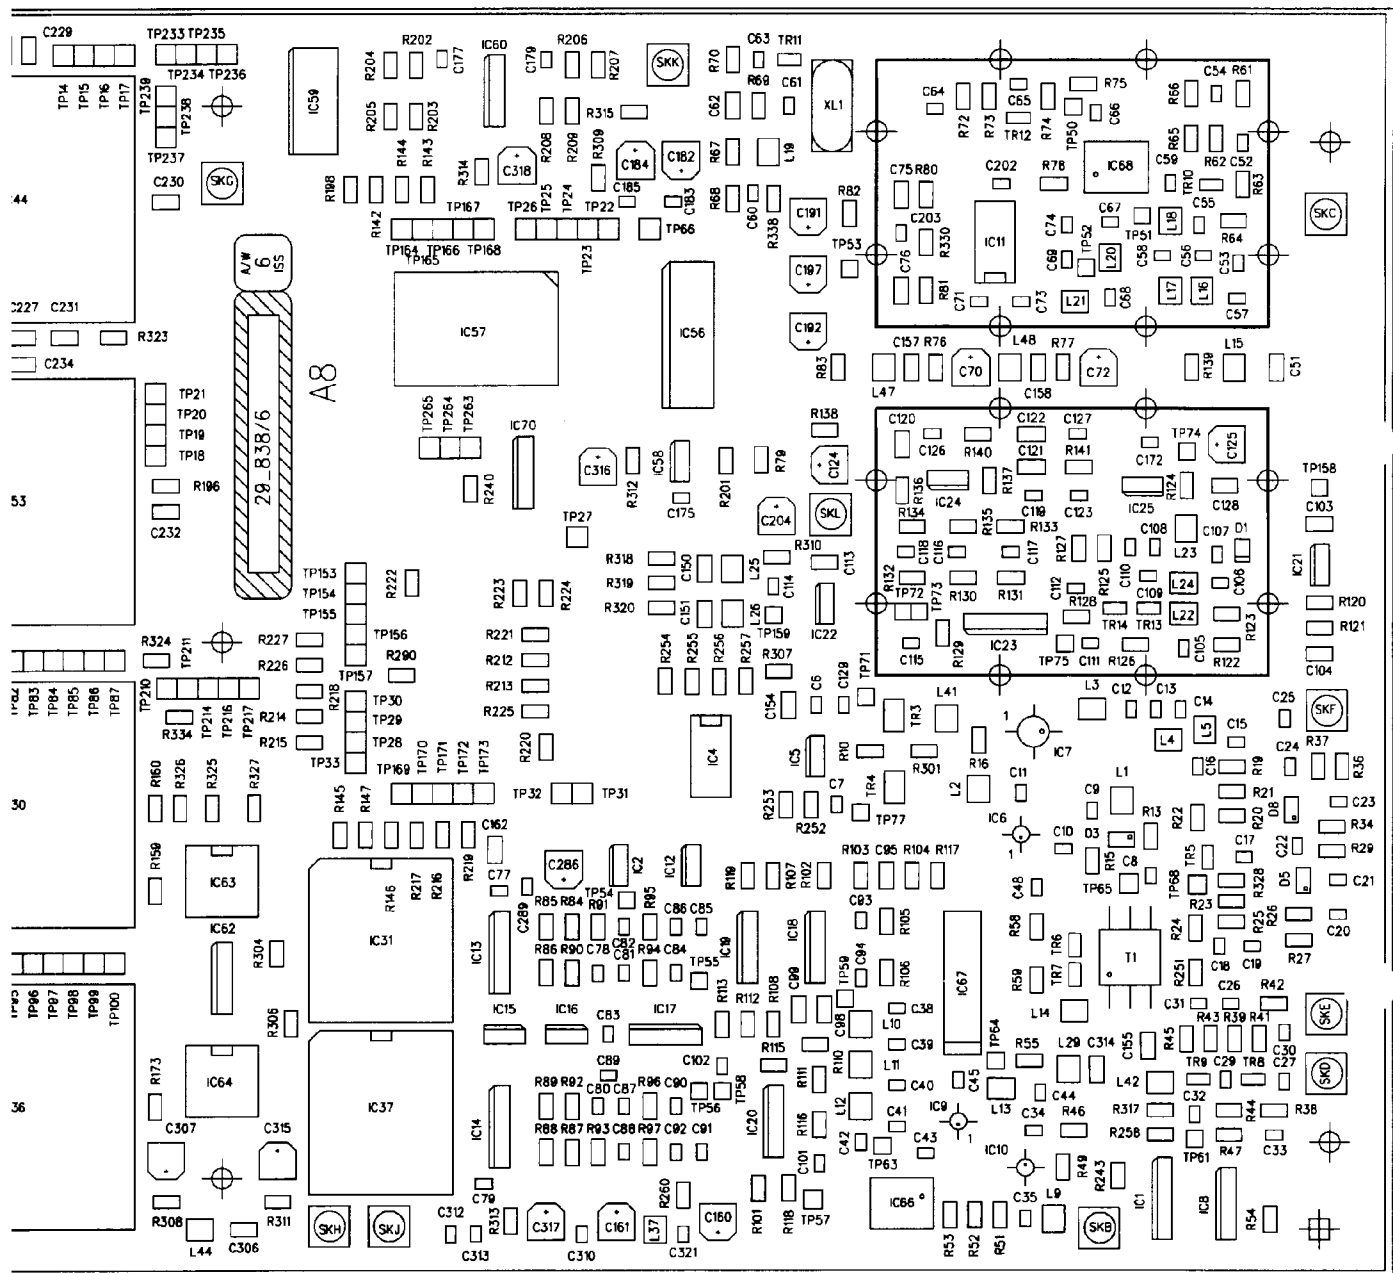 C229
TP233 TP235
TP234 TP236
TP14 TP15 TP16 TP17
TP239
TP238
TP237
C230
SKG
IC59
R204 R202 C177
R205 R203
IC60
C179 R206 R207
R208 R209 R315 R309
SKK
R144 R143
R198 R142
R314
C318 C184 C182
C185 C183
TP167
TP164 TP166 TP168
TP165
TP26 TP25 TP24 TP22
TP23
TP66
R70 C63 TR11
R69 C61
C62
R67 L19
R68 C60 R338
XL1
C191 R82
C197 TP53
C192
R83
C64 R72 R73 C65 TR12 R74 R75 TP50 C66
R66 C54 R61
R65 R62 C52
C75 R80 C202 R78 IC68 C59 TR10 R63
C203 R330 IC11 C74 C67 TP52 TP51 L18 C55 R64
C76 R81 C69 L20 C58 C56 C53
C71 C73 L21 C68 L17 L16 C57
SKC
44
A/W 6 ISS
C227 C231
R323
C234
29_838/6
A8
IC57
IC56
L47 C157 R76 C70 L48 C158 R77 C72 R139 L15 C51
TP21
TP20
TP19
TP18
R196
C232
53
TP265 TP264 TP263
IC70
R240
C316 R312 IC58 C175 R201 R79
R138
C124
C204 SKL
TP27
C120 C126 R140 C122 C121 C127 R141 C172 TP74 C125
R136 IC24 R137 C119 C123 IC25 R124 C128
R134 R135 R133 C108 L23 C107 D1
C118 C116 C117 R127 R125 C110 C109 L24 C106
R132 R130 R131 C112 R128 TR14 TR13 L22 R123
TP72 TP73 C115 R129 IC23 TP75 C111 R126 C105 R122
TP158
C103
IC21
R120
R121
C104
R310 C113
R318 C150 L25 C114
R319
R320 C151 L26 TP159 IC22
TP153
TP154
TP155
TP156
TP157
R222
R290
R223 R224
R221
R212
R213
R225
R220
R324 TP211
R227
R226
R218
R214
R215
TP210 TP214 TP216 TP217
R334
TP30
TP29
TP28
TP33
R254 R255 R256 R257
R307
C154 C6 C129 TP71
TR3 L41
IC4 IC5 R10 R301 R16
TR4 L2
R253 R252 C7 TP77
L3 C12 C13 C14
1 IC7
L4 L5 C15
C25 SKF
R37 R36
C24
TP82 TP83 TP84 TP85 TP86 TP87
R160 R326 R325 R327
TP169 TP170 TP171 TP172 TP173
TP32 TP31
R145 R147
R146 R217 R216 R219
C162
30
R159
IC63
IC62
R304
R306
IC31
IC37
C77 C289
C286
IC2 IC12
TP54
R85 R84 R91 R95
C82 C86 C85
IC13
R86 R90 C78 C81 R94 C84 TP55
IC15 IC16 IC17
C83
C89 C102
R119 R107 R102
IC19 IC18
R103 C95 R104 R117
C93 R105
C94 R106
TP59
C99 C98
R113 R112 R108
R115
IC67
C11
IC6
1
C48
C10 C9
L1
D3 R13
R15 C8
TP65
C16 R19
R21
R20
R22
TR5 C17
TP68 R328
R23 R25 R26
R24
D8 C23
R34
C22 R29
D5 C21
C20
R27
R58
R59
TR6
TR7
T1
R251 C18 C19
L14
C31 C26 R42
TP95 TP96 TP97 TP98 TP99 TP100
R173
IC64
36
C307 C315
R308 R311
L44 C306
SKH SKJ
R89 R92 C80 C87 R96 C90 TP56 TP58
IC14
R88 R87 R93 C88 R97 C92 C91
C79
C312 C313 R313 C317 C310 C161 R260 L37 C321 C160
R110 R111 R116
IC20
C101
R101 R118 TP57
L10 C38
C39
L11
C40
L12
C41
C42
TP63 C43
TP64
C45 L13
IC9
1
R55 L29 C314
C44
C34 R46
IC10
IC66
R53 R52 R51 C35 L9
R49 R243
SKB
C155 R45 R43 R39 R41
C30
TR9 C29 TR8 C27
L42
R317 C32 R44 R38
R258 TP61 R47 C33
SKE
SKD
IC1 IC8 R54